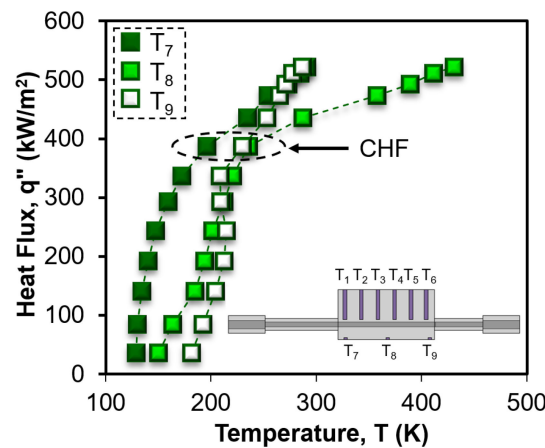 600
500
400
300
200
100
0
Heat Flux, q" (kW/m²)
T₇
T₈
T₉
CHF
T₁ T₂ T₃ T₄ T₅ T₆
T₇ T₈ T₉
100 200 300 400 500
Temperature, T (K)